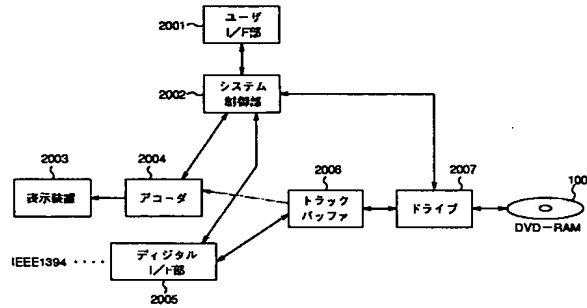 2001
ユーザ
I/F部
2002
システム
制御部
2003
表示装置
2004
アコーダ
2006
トラック
バッファ
2007
ドライブ
100
DVD-RAM
IEEE1394
ディジタル
I/F部
2005